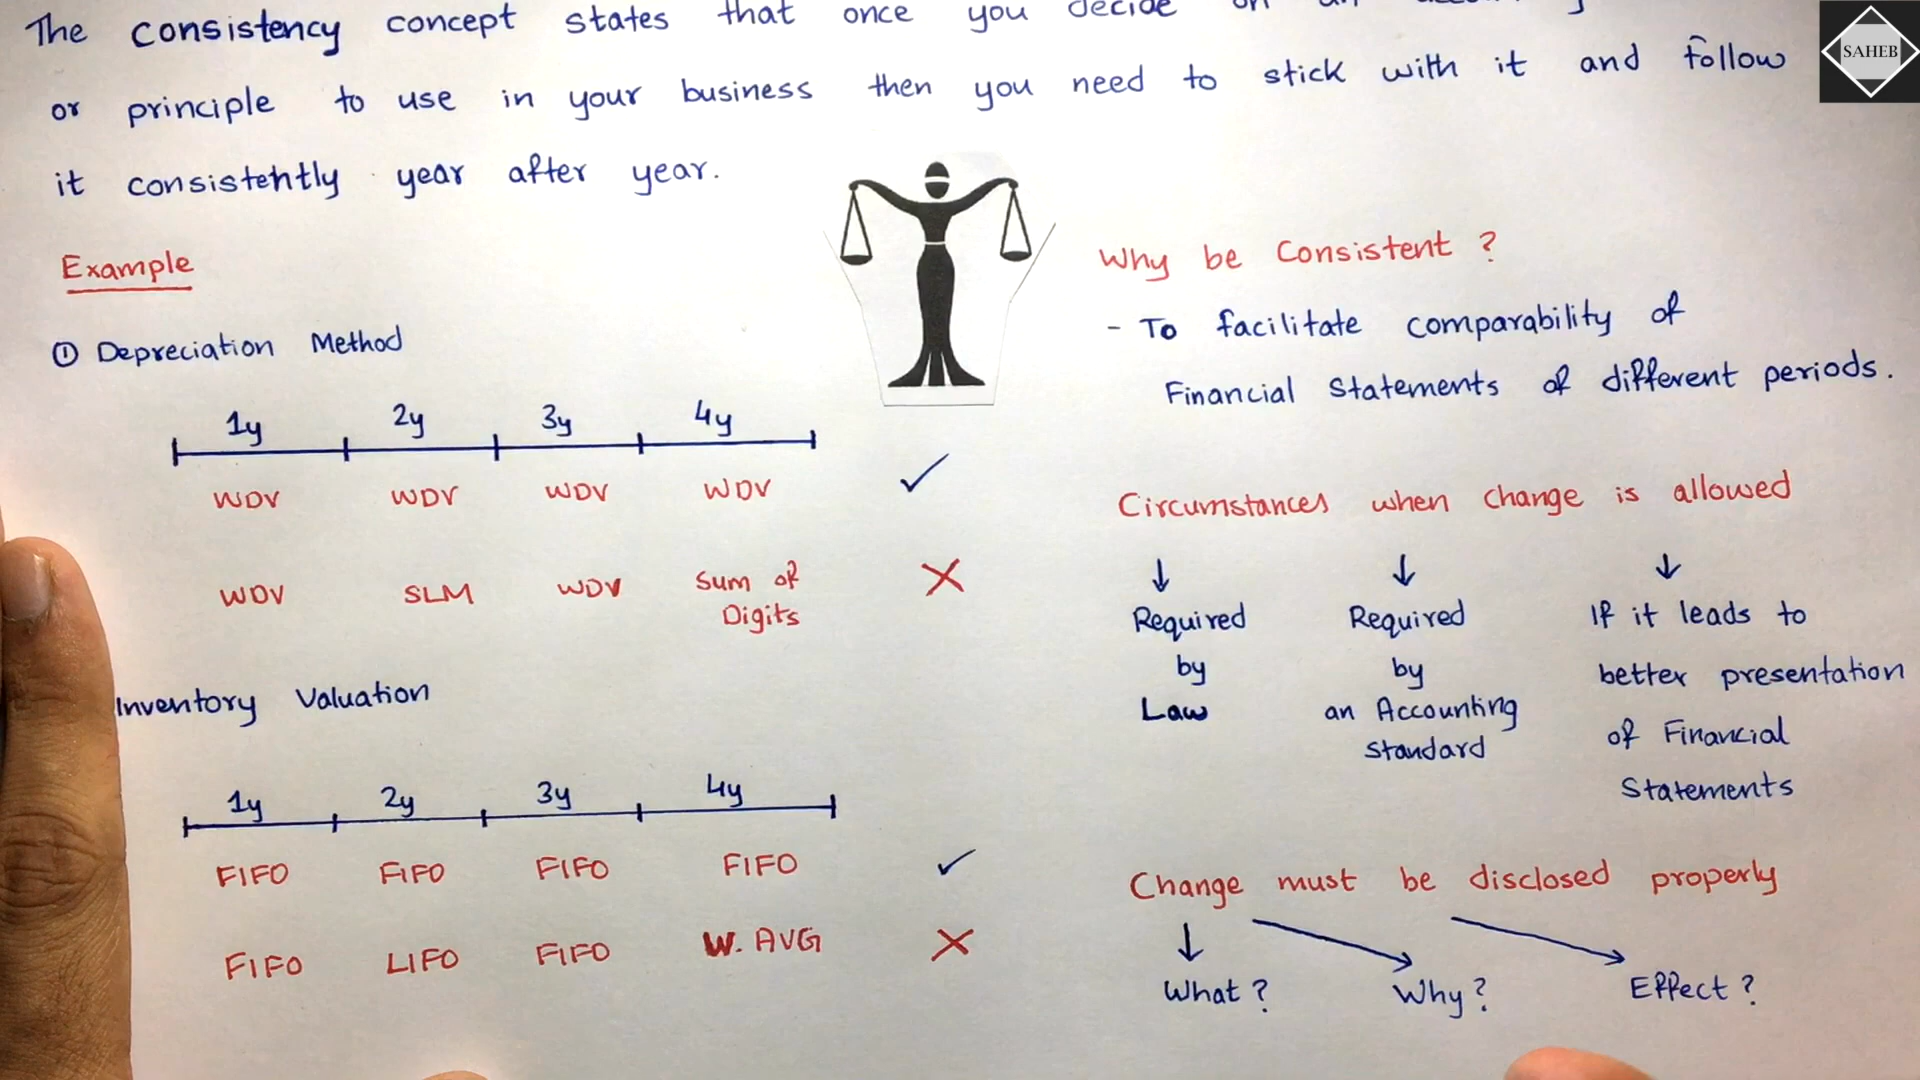 The consistency concept states that once you decide on an
or principle to use in your business then you need to stick with it and follow
it consistently year after year.
SAHEB
Example
① Depreciation Method
1y 2y 3y 4y
WDV WDV WDV WDV ✓
WDV SLM WDV Sum of
Digits ✗
Inventory Valuation
1y 2y 3y 4y
FIFO FIFO FIFO FIFO ✓
FIFO LIFO FIFO W. AVG ✗
Why be Consistent ?
- To facilitate comparability of
Financial Statements of different periods.
Circumstances when change is allowed
↓ ↓ ↓
Required
by
Law
Required
by
an Accounting
Standard
If it leads to
better presentation
of Financial
Statements
Change must be disclosed properly
What ? Why ? Effect ?